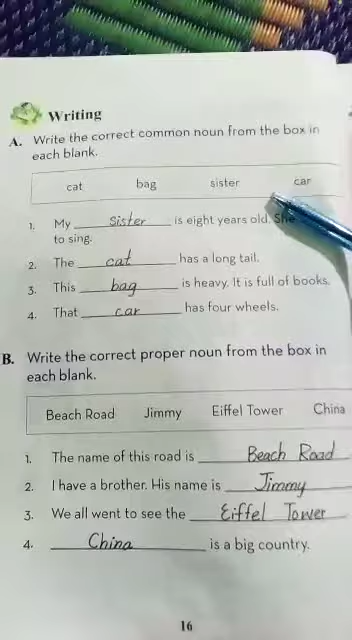 Writing
A. Write the correct common noun from the box in
each blank.
cat bag sister car
1. My sister is eight years old. She
to sing.
2. The cat has a long tail.
3. This bag is heavy. It is full of books.
4. That car has four wheels.
B. Write the correct proper noun from the box in
each blank.
Beach Road Jimmy Eiffel Tower China
1. The name of this road is Beach Road
2. I have a brother. His name is Jimmy
3. We all went to see the Eiffel Tower
4. China is a big country.
16